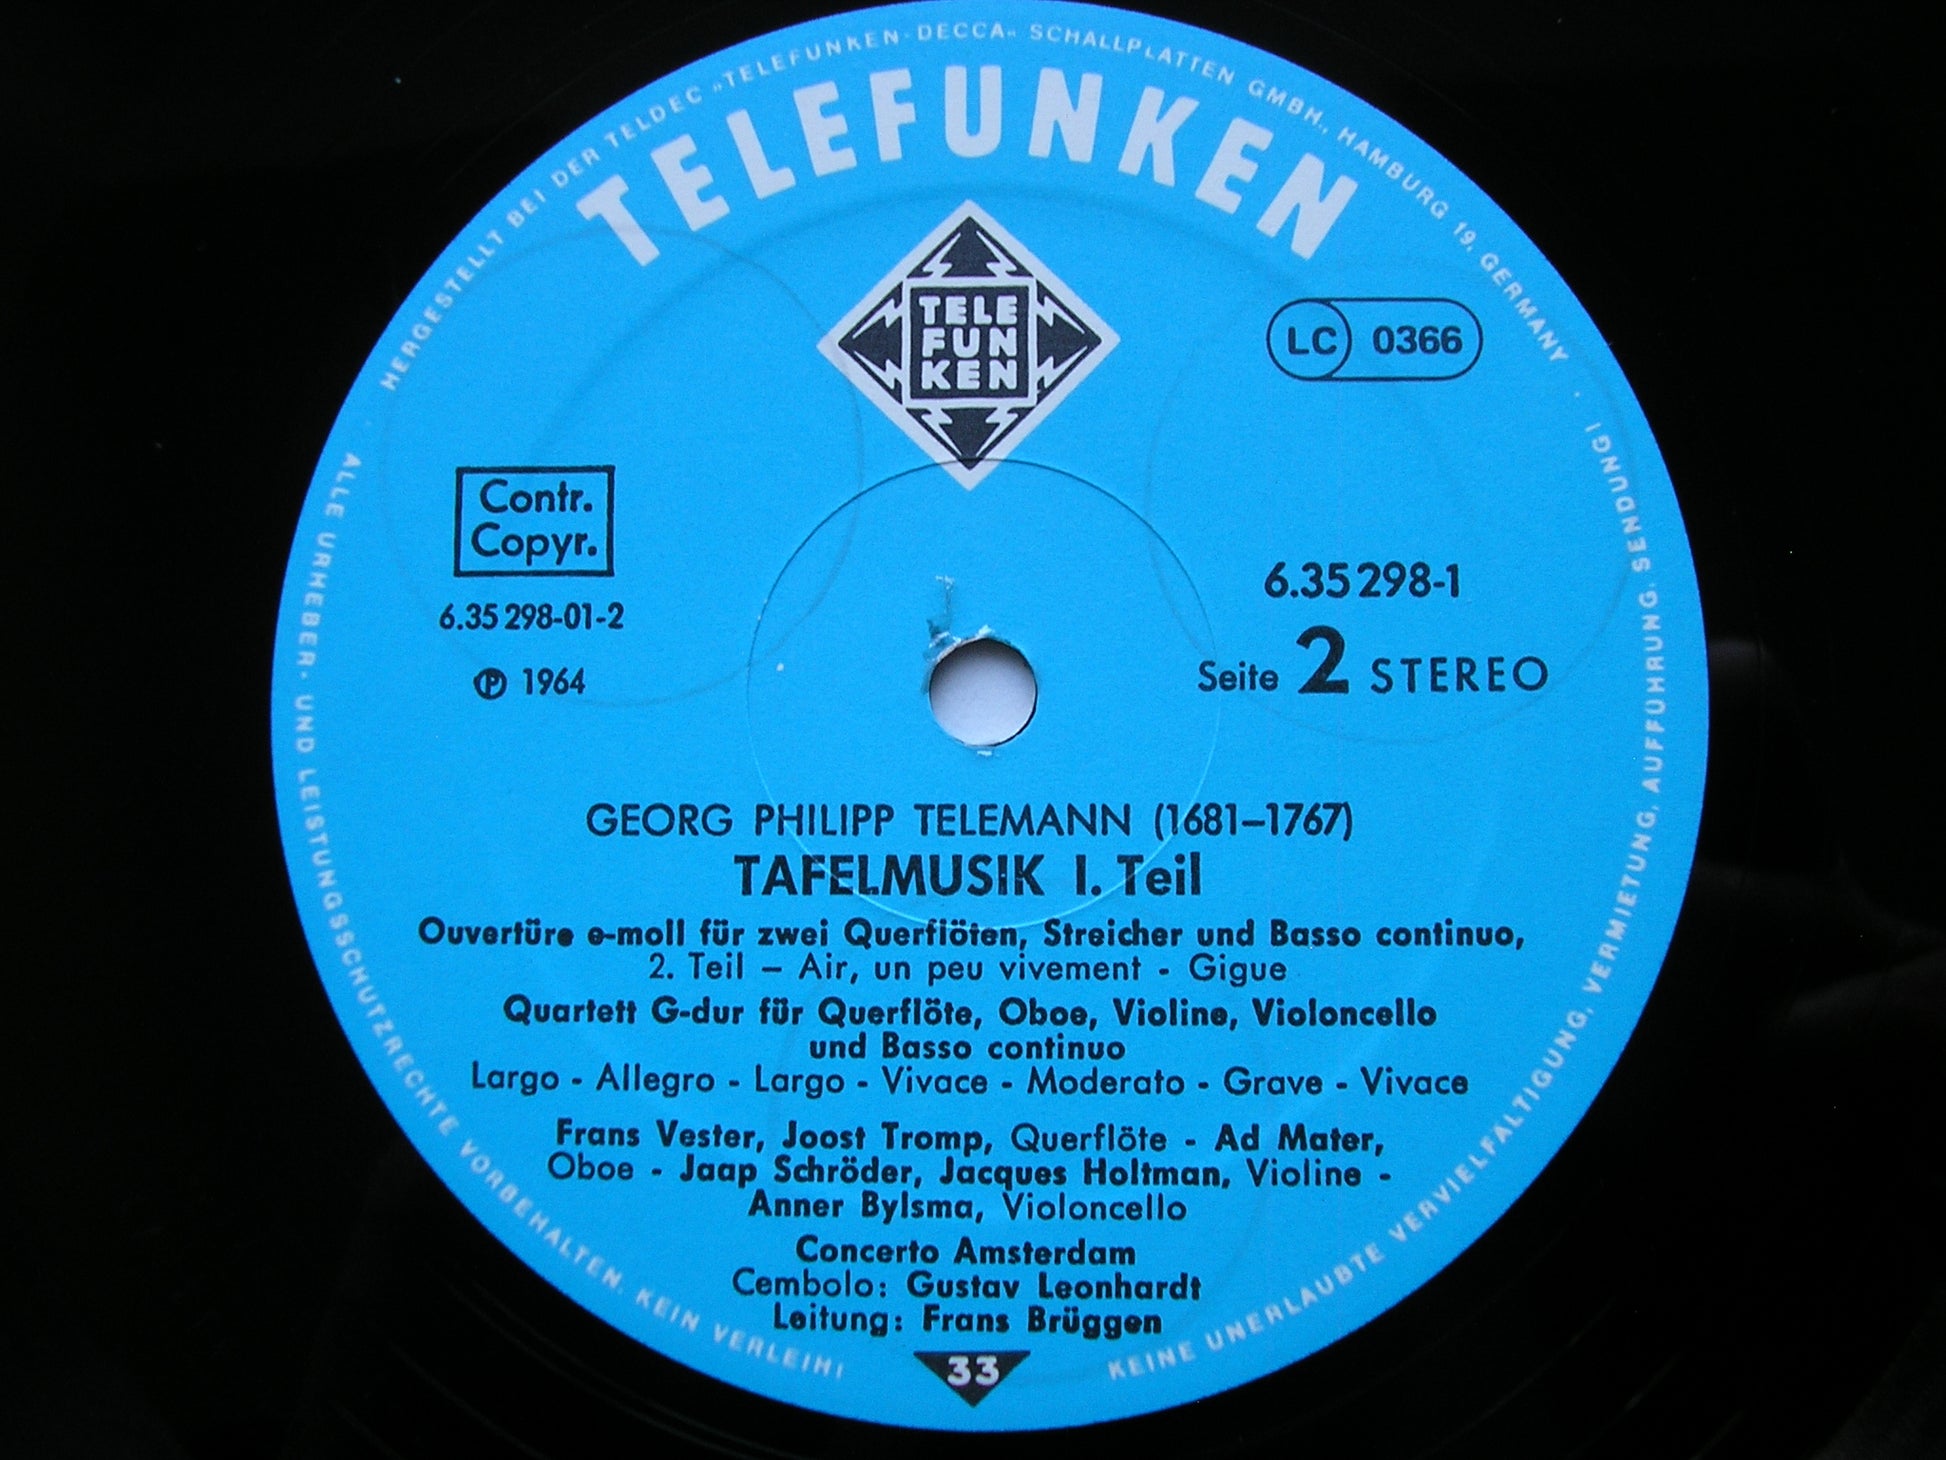 HERGESTELLT BEI DER TELDEC »TELEFUNKEN-DECCA« SCHALLPLATTEN GMBH., HAMBURG 19, GERMANY ·
TELEFUNKEN
TELE
FUN
KEN
LC 0366
Contr.
Copyr.
6.35 298-01-2
℗ 1964
6.35298-1
Seite 2 STEREO
GEORG PHILIPP TELEMANN (1681–1767)
TAFELMUSIK I. Teil
Ouvertüre e-moll für zwei Querflöten, Streicher und Basso continuo,
2. Teil – Air, un peu vivement - Gigue
Quartett G-dur für Querflöte, Oboe, Violine, Violoncello
und Basso continuo
Largo - Allegro - Largo - Vivace - Moderato - Grave - Vivace
Frans Vester, Joost Tromp, Querflöte - Ad Mater,
Oboe - Jaap Schröder, Jacques Holtman, Violine -
Anner Bylsma, Violoncello
Concerto Amsterdam
Cembolo: Gustav Leonhardt
Leitung: Frans Brüggen
33
· ALLE URHEBER- UND LEISTUNGSSCHUTZRECHTE VORBEHALTEN. KEIN VERLEIH!
KEINE UNERLAUBTE VERVIELFÄLTIGUNG, VERMIETUNG, AUFFÜHRUNG, SENDUNG!